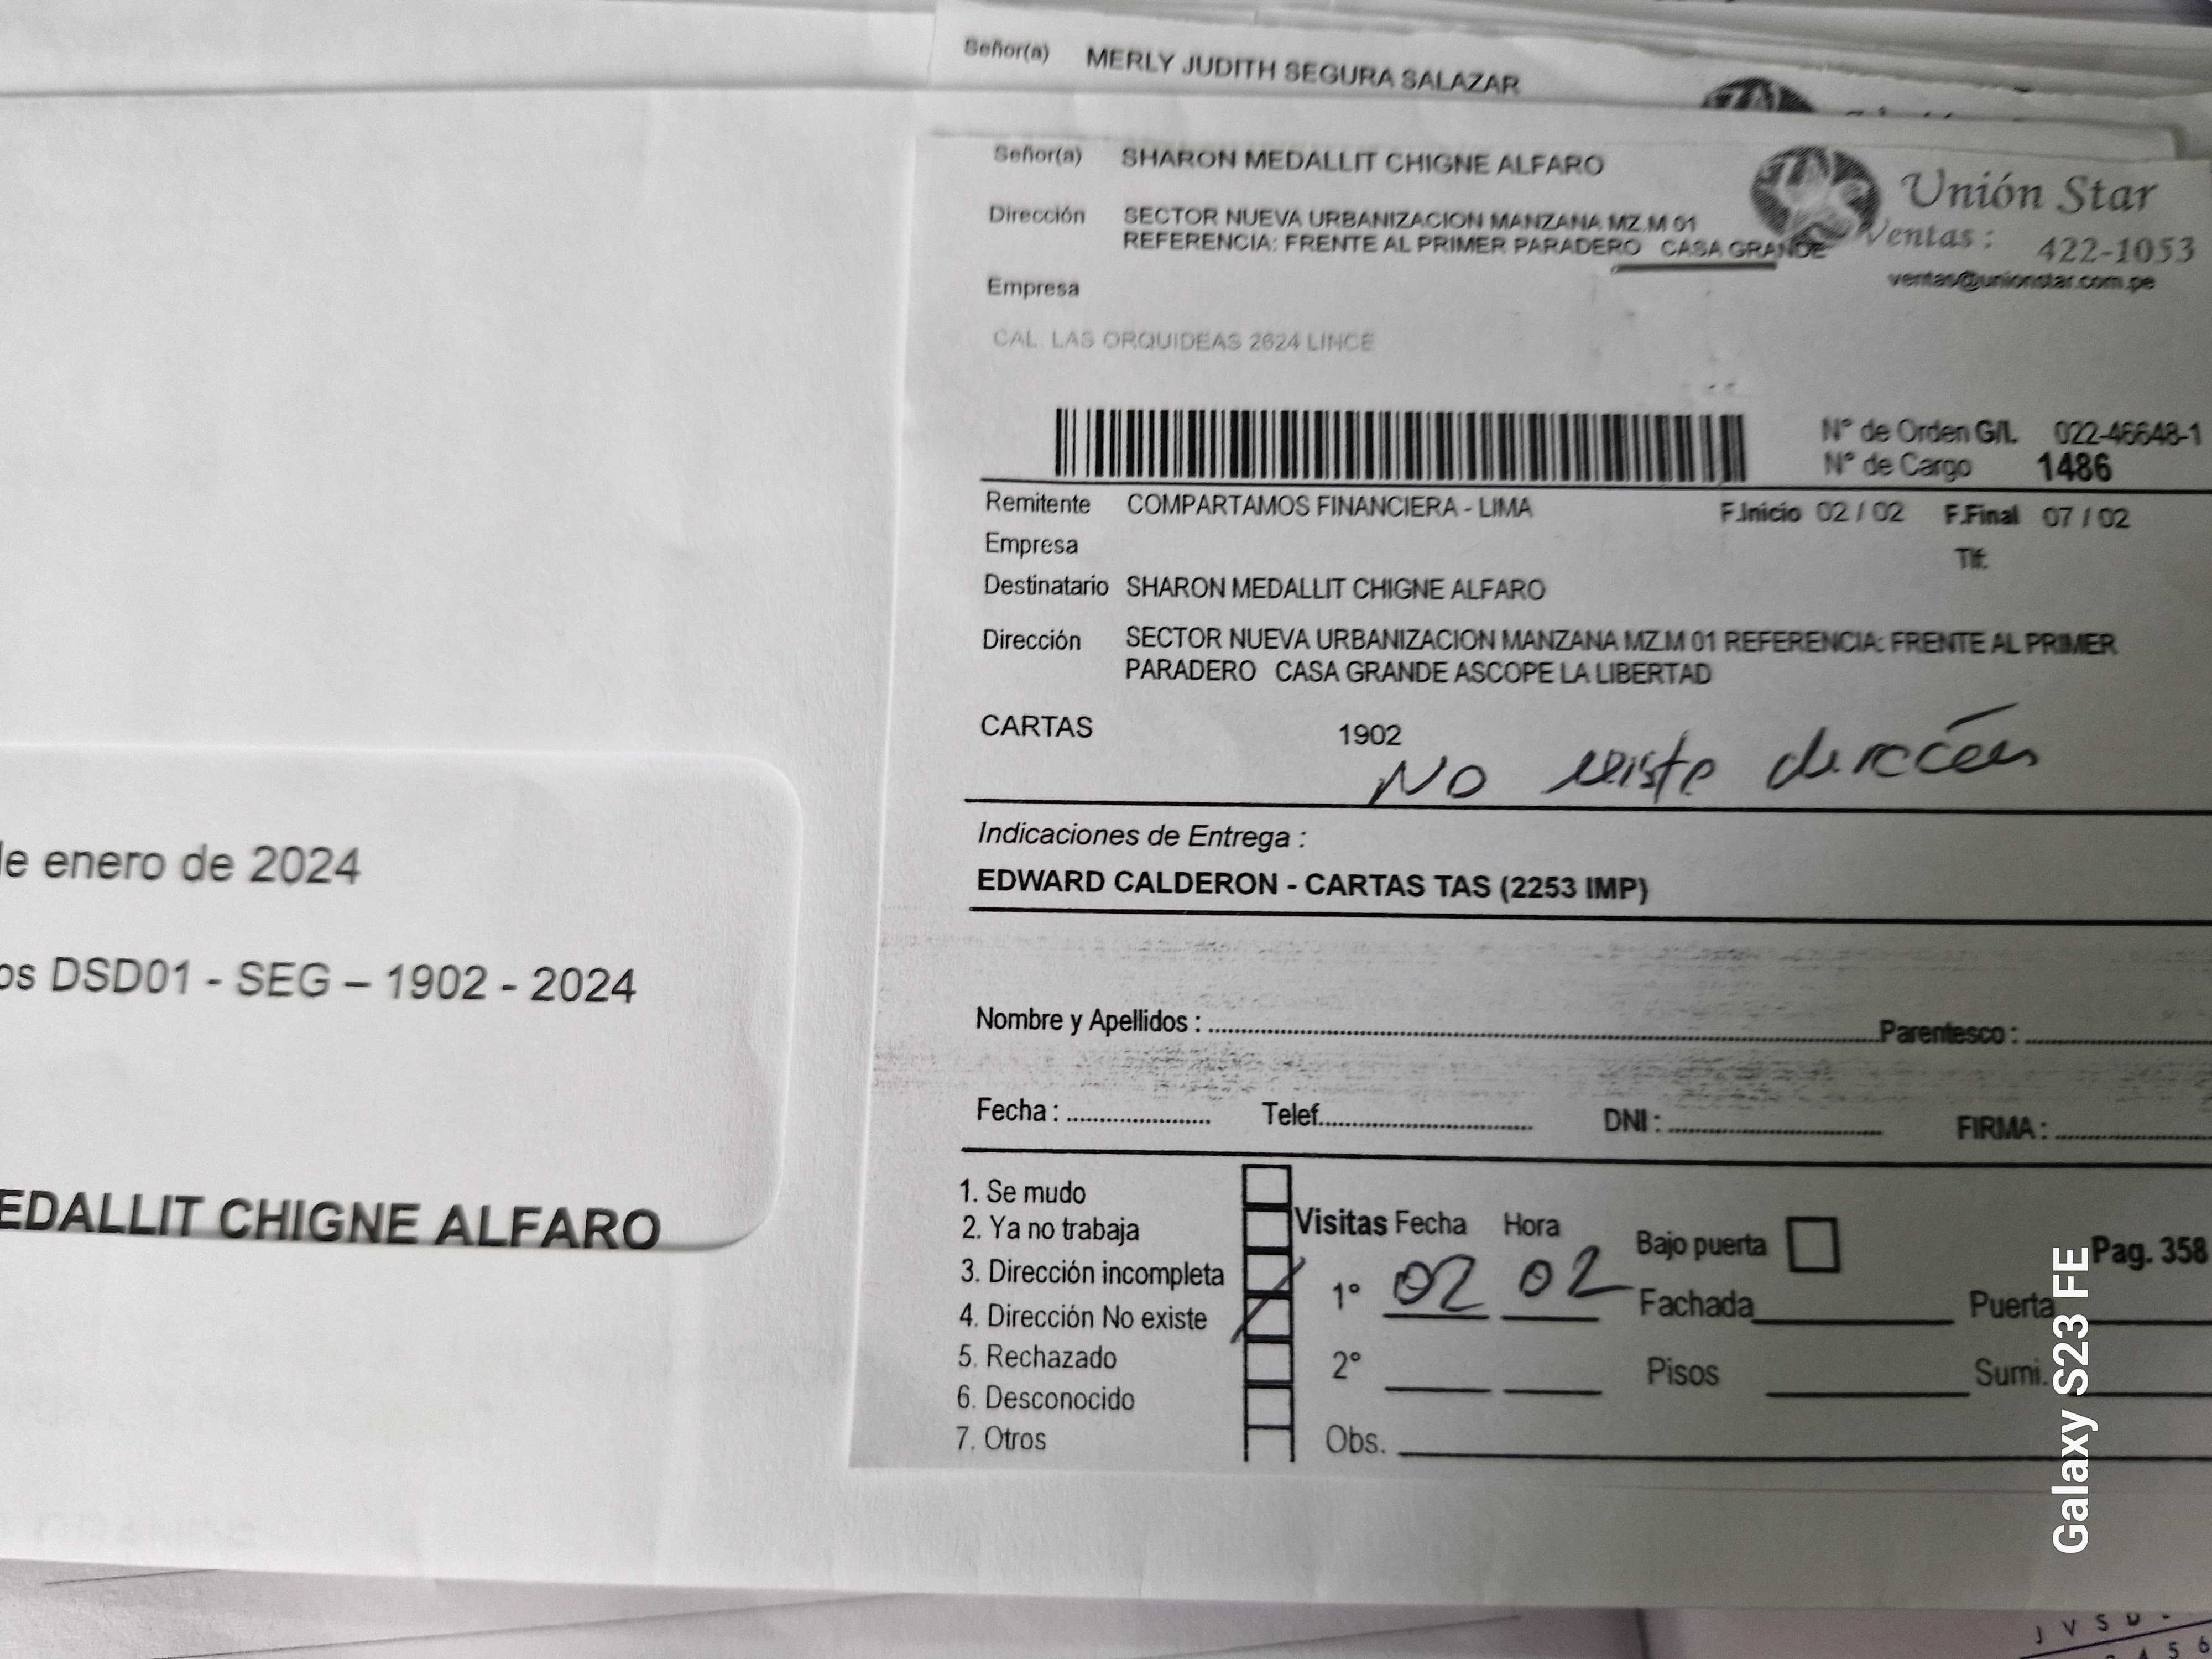 Señor(a) MERLY JUDITH SEGURA SALAZAR
Señor(a) SHARON MEDALLIT CHIGNE ALFARO
Unión Star
Ventas : 422-1053
ventas@unionstar.com.pe
Dirección SECTOR NUEVA URBANIZACION MANZANA MZ.M 01
REFERENCIA: FRENTE AL PRIMER PARADERO CASA GRANDE
Empresa
CAL. LAS ORQUIDEAS 2624 LINCE
N° de Orden G/L 022-46648-1
N° de Cargo 1486
Remitente COMPARTAMOS FINANCIERA - LIMA F.Inicio 02 / 02 F.Final 07 / 02
Empresa Tlf:
Destinatario SHARON MEDALLIT CHIGNE ALFARO
Dirección SECTOR NUEVA URBANIZACION MANZANA MZ.M 01 REFERENCIA: FRENTE AL PRIMER
PARADERO CASA GRANDE ASCOPE LA LIBERTAD
CARTAS 1902
No existe dirección
Indicaciones de Entrega :
EDWARD CALDERON - CARTAS TAS (2253 IMP)
Nombre y Apellidos : Parentesco :
Fecha : Telef. DNI : FIRMA :
1. Se mudo
2. Ya no trabaja
3. Dirección incompleta
4. Dirección No existe
5. Rechazado
6. Desconocido
7. Otros
Visitas Fecha Hora
1° 02 02
2°
Obs.
Bajo puerta Pag. 358
Fachada Puerta
Pisos Sumi.
de enero de 2024
os DSD01 - SEG – 1902 - 2024
EDALLIT CHIGNE ALFARO
Galaxy S23 FE
J V S D
4 5 6